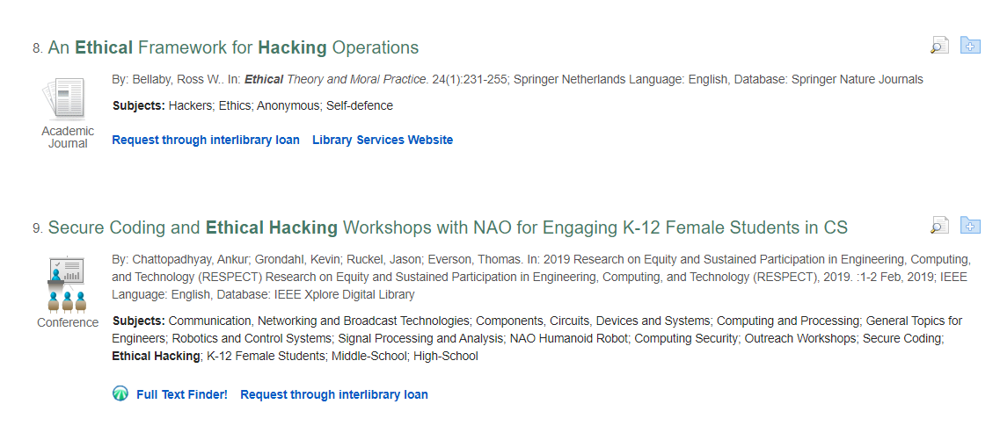 8. An Ethical Framework for Hacking Operations
By: Bellaby, Ross W.. In: Ethical Theory and Moral Practice. 24(1):231-255; Springer Netherlands Language: English, Database: Springer Nature Journals
Subjects: Hackers; Ethics; Anonymous; Self-defence
Academic
Journal
Request through interlibrary loan Library Services Website
9. Secure Coding and Ethical Hacking Workshops with NAO for Engaging K-12 Female Students in CS
By: Chattopadhyay, Ankur; Grondahl, Kevin; Ruckel, Jason; Everson, Thomas. In: 2019 Research on Equity and Sustained Participation in Engineering, Computing,
and Technology (RESPECT) Research on Equity and Sustained Participation in Engineering, Computing, and Technology (RESPECT), 2019. :1-2 Feb, 2019; IEEE
Language: English, Database: IEEE Xplore Digital Library
Conference
Subjects: Communication, Networking and Broadcast Technologies; Components, Circuits, Devices and Systems; Computing and Processing; General Topics for
Engineers; Robotics and Control Systems; Signal Processing and Analysis; NAO Humanoid Robot; Computing Security; Outreach Workshops; Secure Coding;
Ethical Hacking; K-12 Female Students; Middle-School; High-School
Full Text Finder! Request through interlibrary loan